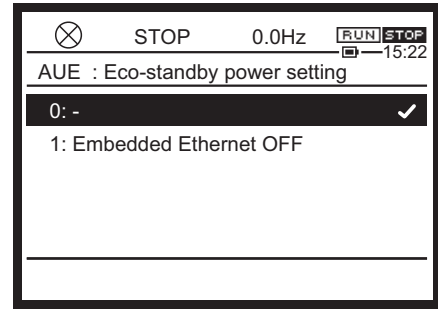 STOP 0.0Hz RUN STOP
15:22
AUE : Eco-standby power setting
0: -
1: Embedded Ethernet OFF